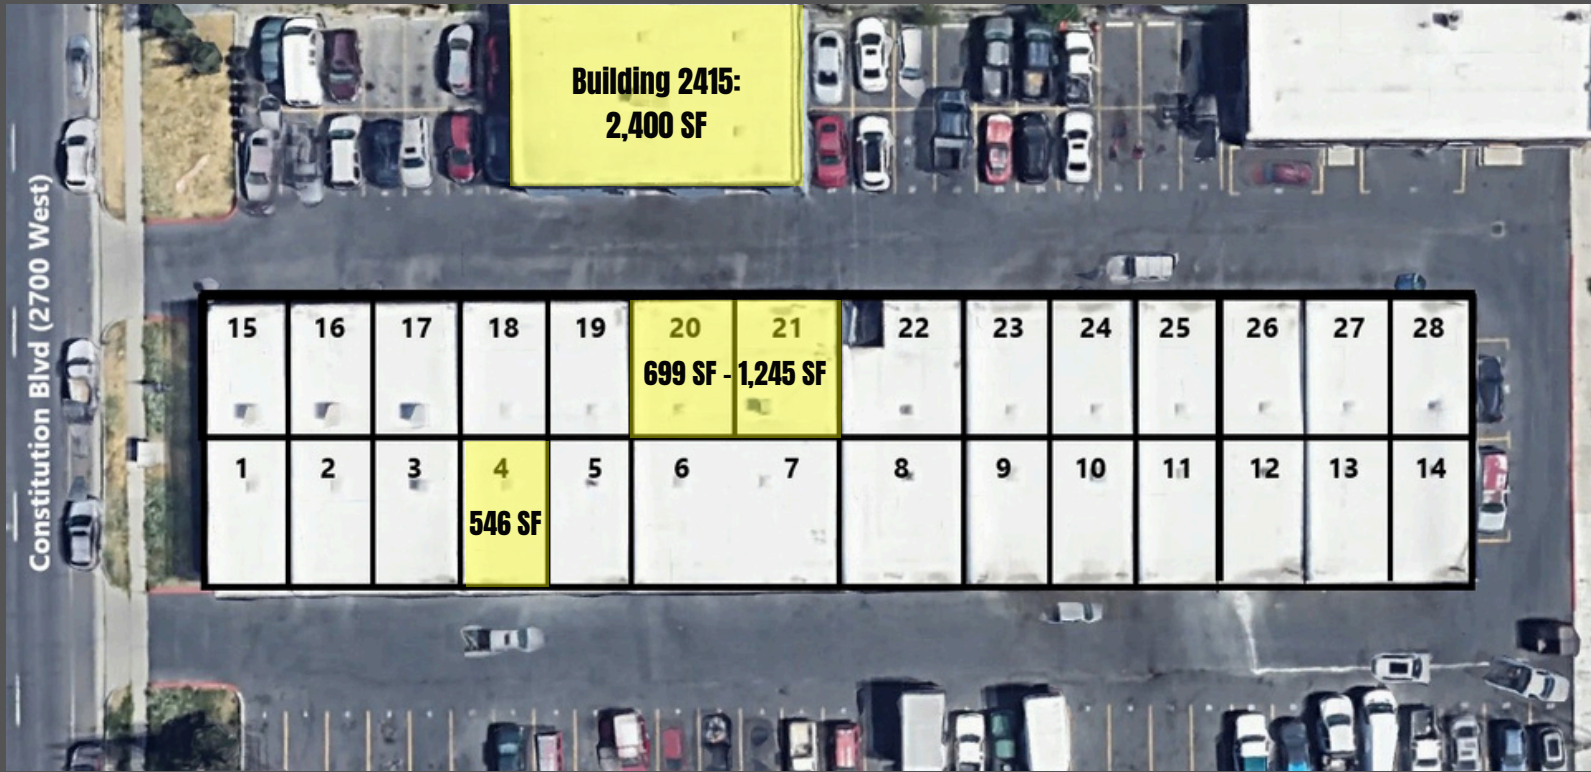 Building 2415:
2,400 SF
Constitution Blvd (2700 West)
15 16 17 18 19 20 21 22 23 24 25 26 27 28
699 SF - 1,245 SF
1 2 3 4 5 6 7 8 9 10 11 12 13 14
546 SF